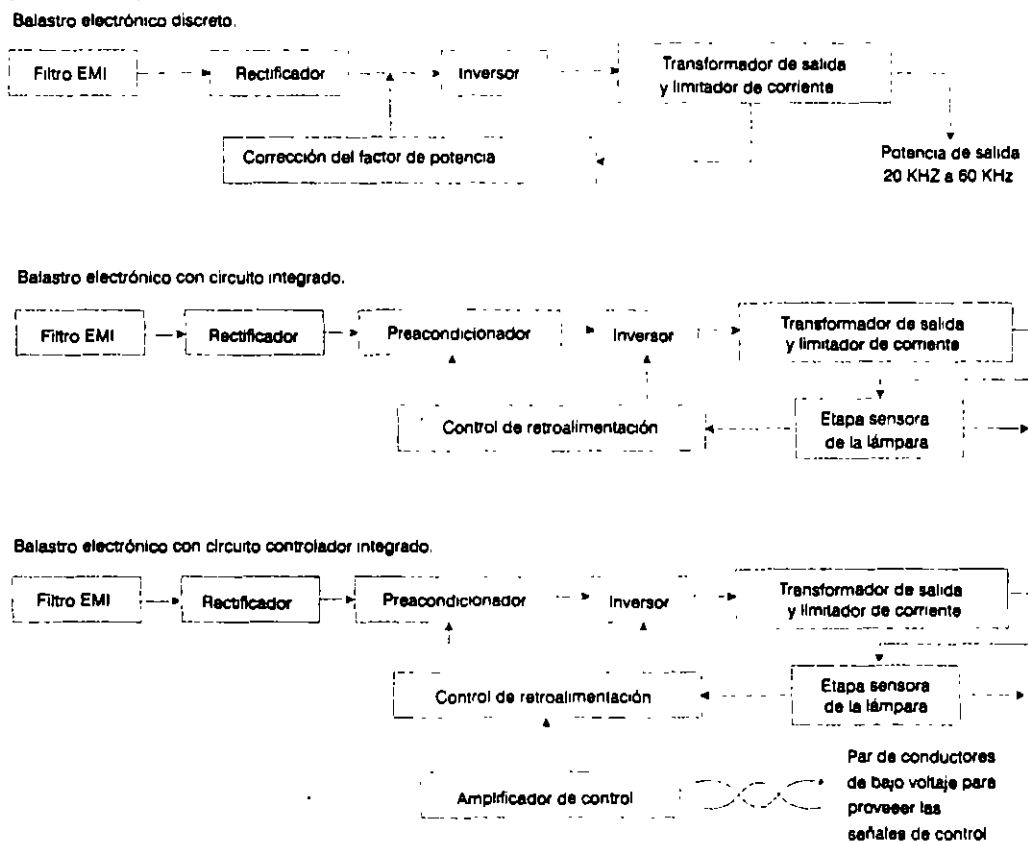 Balastro electrónico discreto.
Filtro EMI
Rectificador
Inversor
Transformador de salida
y limitador de corriente
Corrección del factor de potencia
Potencia de salida
20 KHZ a 60 KHz
Balastro electrónico con circuito integrado.
Filtro EMI
Rectificador
Preacondicionador
Inversor
Transformador de salida
y limitador de corriente
Control de retroalimentación
Etapa sensora
de la lámpara
Balastro electrónico con circuito controlador integrado.
Filtro EMI
Rectificador
Preacondicionador
Inversor
Transformador de salida
y limitador de corriente
Control de retroalimentación
Etapa sensora
de la lámpara
Amplificador de control
Par de conductores
de bajo voltaje para
proveer las
señales de control